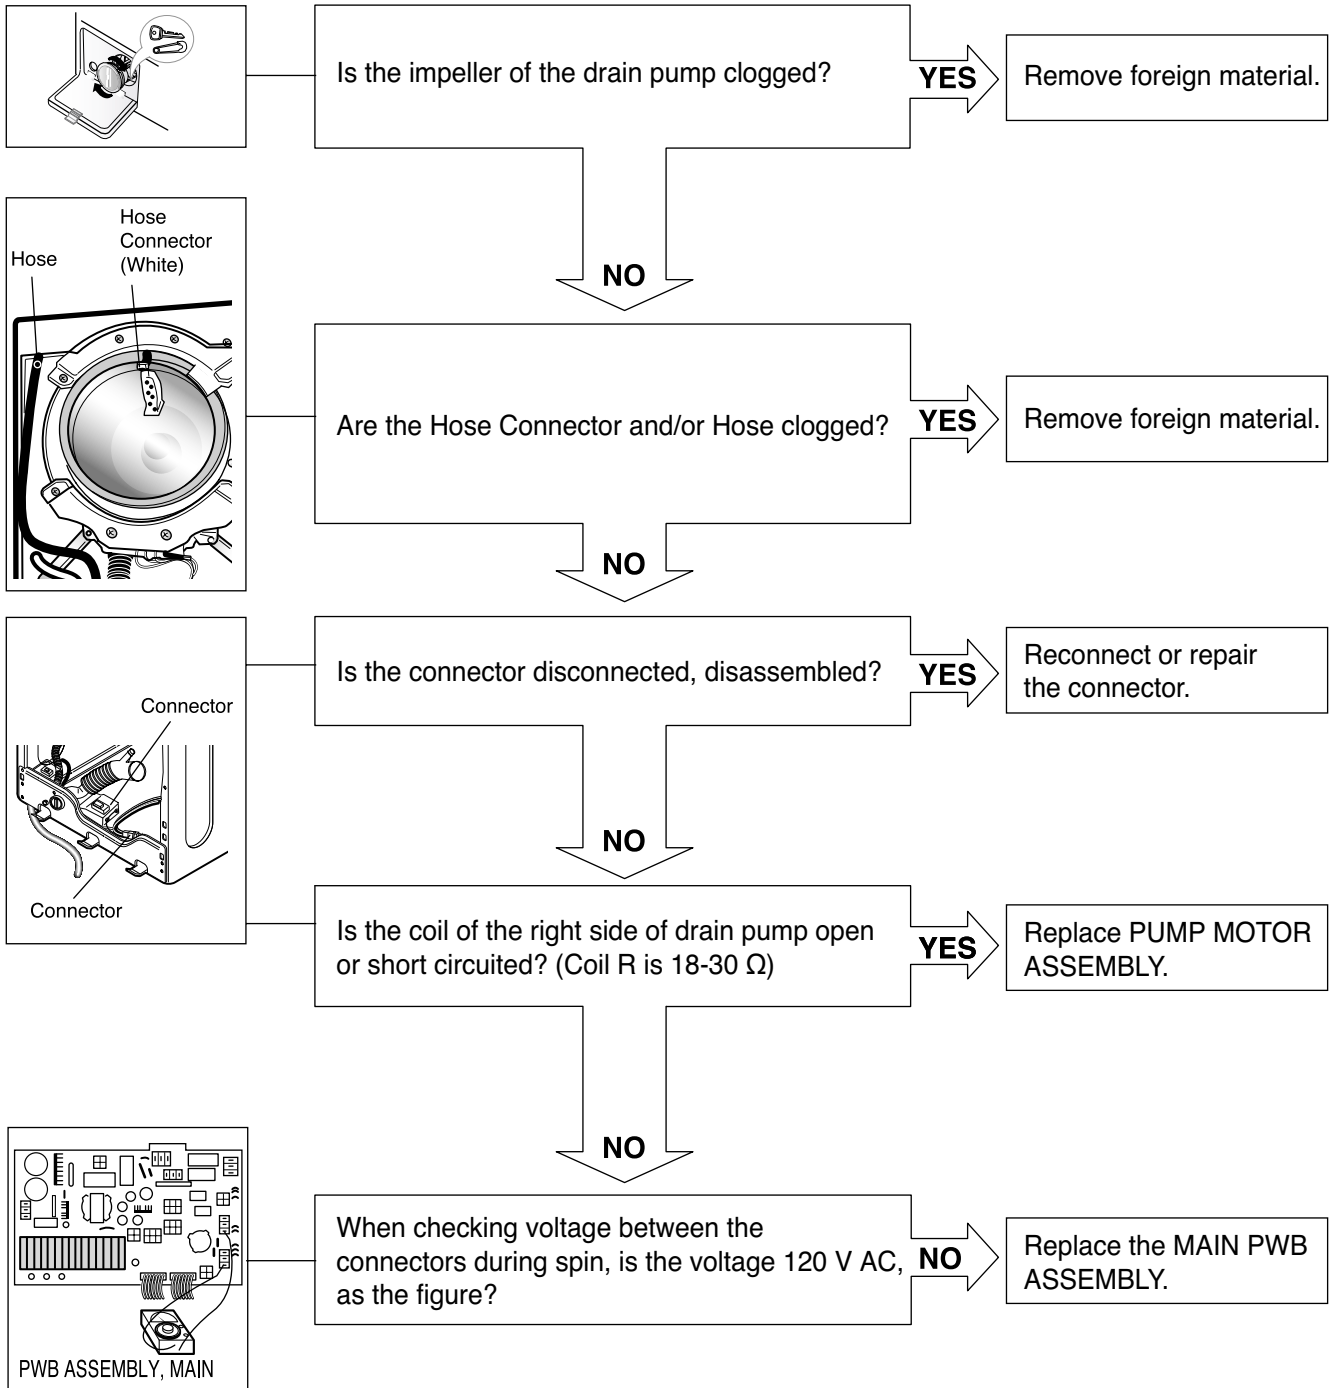 Is the impeller of the drain pump clogged?
YES
Remove foreign material.
NO
Hose
Hose
Connector
(White)
Are the Hose Connector and/or Hose clogged?
YES
Remove foreign material.
NO
Connector
Connector
Is the connector disconnected, disassembled?
YES
Reconnect or repair
the connector.
NO
Is the coil of the right side of drain pump open
or short circuited? (Coil R is 18-30 Ω)
YES
Replace PUMP MOTOR
ASSEMBLY.
NO
PWB ASSEMBLY, MAIN
When checking voltage between the
connectors during spin, is the voltage 120 V AC,
as the figure?
NO
Replace the MAIN PWB
ASSEMBLY.